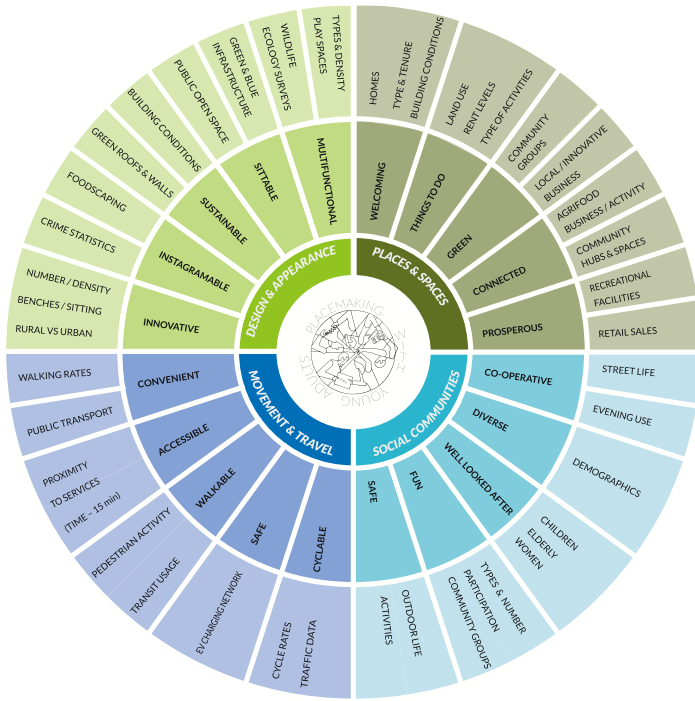 PLACEMAKING
WITH
YOUNG ADULTS
PLACES & SPACES
WELCOMING
THINGS TO DO
GREEN
CONNECTED
PROSPEROUS
HOMES
TYPE & TENURE
BUILDING CONDITIONS
LAND USE
RENT LEVELS
TYPE OF ACTIVITIES
COMMUNITY
GROUPS
LOCAL / INNOVATIVE
BUSINESS
AGRIFOOD
BUSINESS / ACTIVITY
COMMUNITY
HUBS & SPACES
RECREATIONAL
FACILITIES
RETAIL SALES
SOCIAL COMMUNITIES
CO-OPERATIVE
DIVERSE
WELL LOOKED AFTER
FUN
SAFE
STREET LIFE
EVENING USE
DEMOGRAPHICS
CHILDREN
ELDERLY
WOMEN
TYPES & NUMBER
PARTICIPATION
COMMUNITY GROUPS
OUTDOOR LIFE
ACTIVITIES
MOVEMENT & TRAVEL
CYCLABLE
SAFE
WALKABLE
ACCESSIBLE
CONVENIENT
CYCLE RATES
TRAFFIC DATA
EV CHARGING NETWORK
PEDESTRIAN ACTIVITY
TRANSIT USAGE
PROXIMITY
TO SERVICES
(TIME – 15 min)
PUBLIC TRANSPORT
WALKING RATES
DESIGN & APPEARANCE
INNOVATIVE
INSTAGRAMABLE
SUSTAINABLE
SITTABLE
MULTIFUNCTIONAL
NUMBER / DENSITY
BENCHES / SITTING
RURAL VS URBAN
CRIME STATISTICS
FOODSCAPING
GREEN ROOFS & WALLS
BUILDING CONDITIONS
PUBLIC OPEN SPACE
GREEN & BLUE
INFRASTRUCTURE
WILDLIFE
ECOLOGY SURVEYS
TYPES & DENSITY
PLAY SPACES